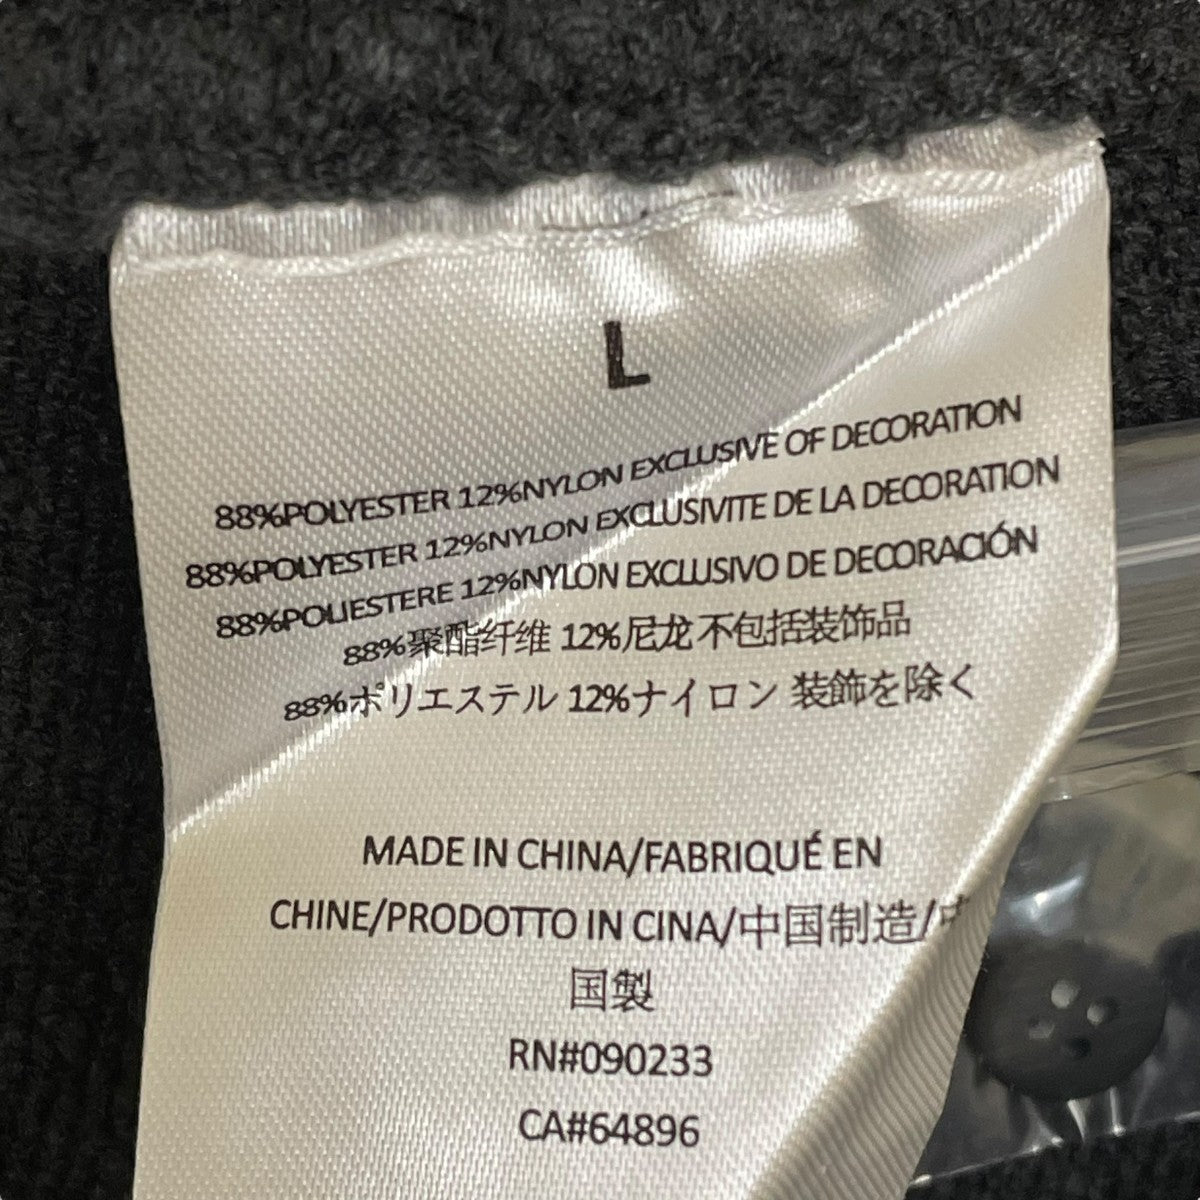 L
88%POLYESTER 12%NYLON EXCLUSIVE OF DECORATION
88%POLYESTER 12%NYLON EXCLUSIVITE DE LA DECORATION
88%POLIESTERE 12%NYLON EXCLUSIVO DE DECORACIÓN
88%聚酯纤维 12%尼龙 不包括装饰品
88%ポリエステル 12%ナイロン 装飾を除く
MADE IN CHINA/FABRIQUÉ EN
CHINE/PRODOTTO IN CINA/中国制造/中
国製
RN#090233
CA#64896